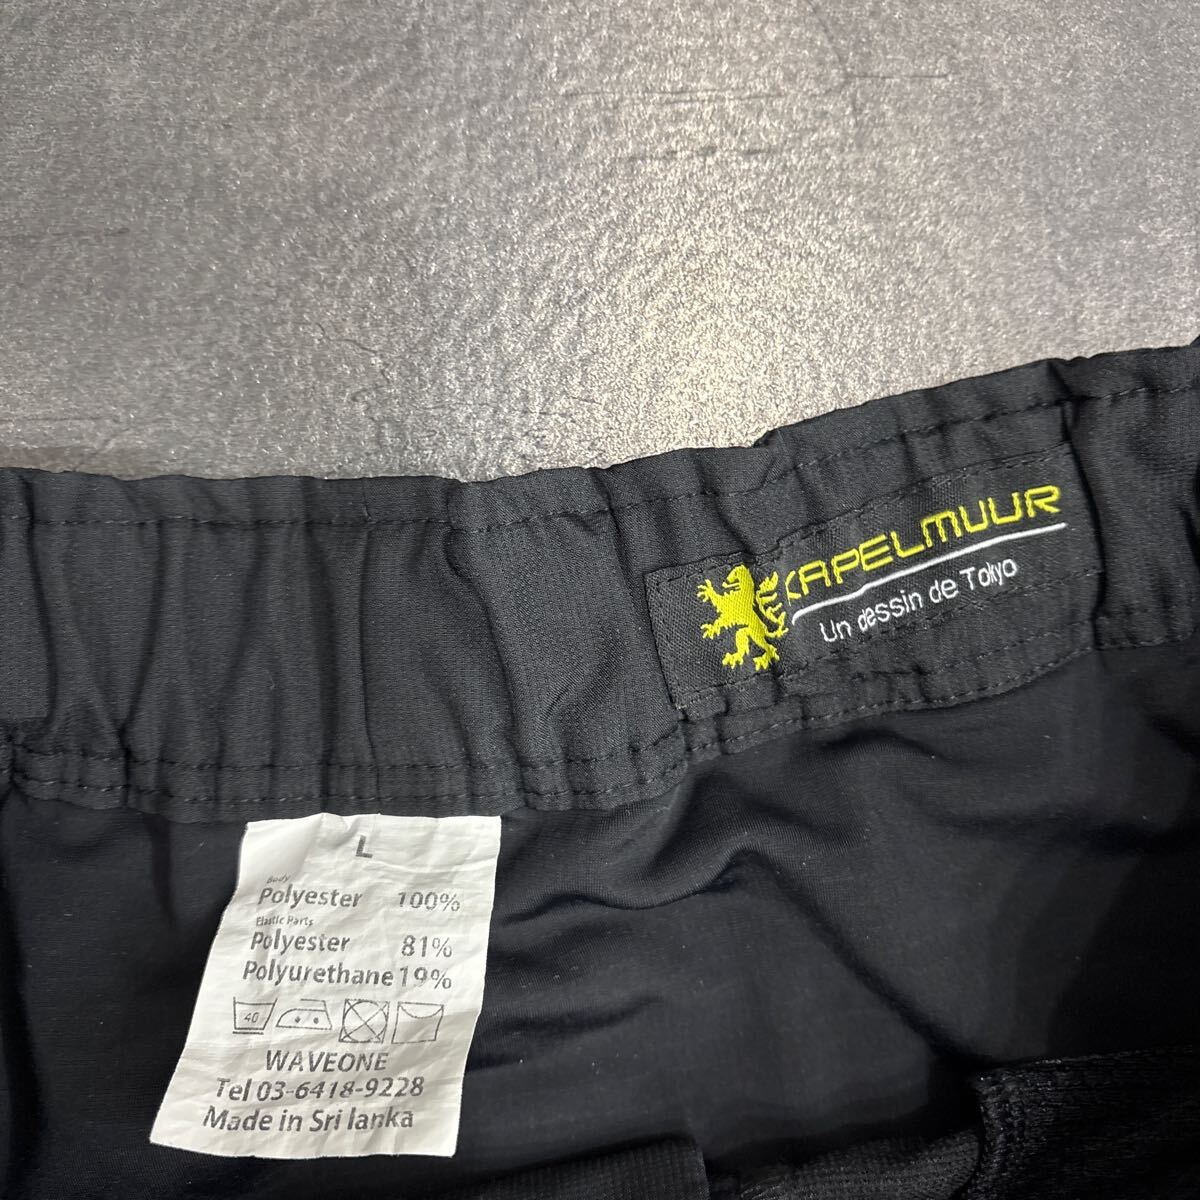 KAPELMUUR
Un dessin de Tokyo
L
Body
Polyester 100%
Elastic Parts
Polyester 81%
Polyurethane 19%
40
WAVEONE
Tel 03-6418-9228
Made in Sri lanka